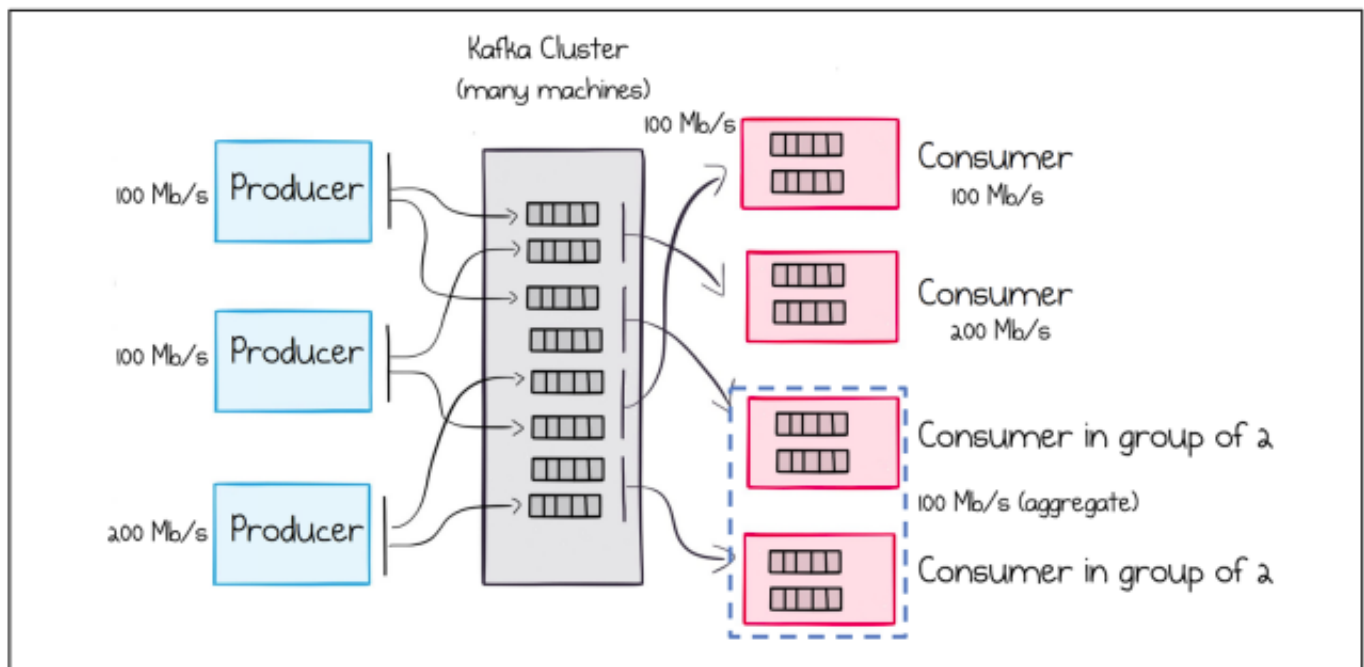 Kafka Cluster
(many machines)
100 Mb/s
Producer
100 Mb/s
Producer
200 Mb/s
Producer
100 Mb/s
Consumer
100 Mb/s
Consumer
200 Mb/s
Consumer in group of 2
100 Mb/s (aggregate)
Consumer in group of 2